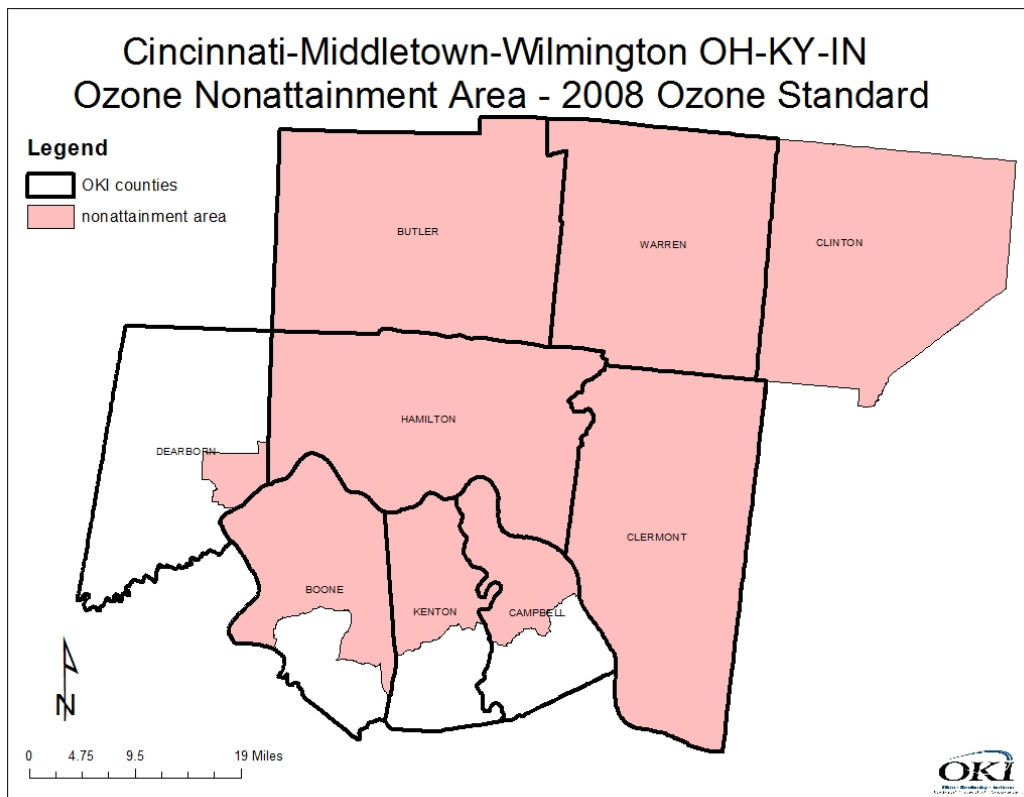 Cincinnati-Middletown-Wilmington OH-KY-IN
Ozone Nonattainment Area - 2008 Ozone Standard
Legend
OKI counties
nonattainment area
BUTLER
WARREN
CLINTON
HAMILTON
DEARBORN
CLERMONT
BOONE
KENTON
CAMPBELL
N
0 4.75 9.5 19 Miles
OKI